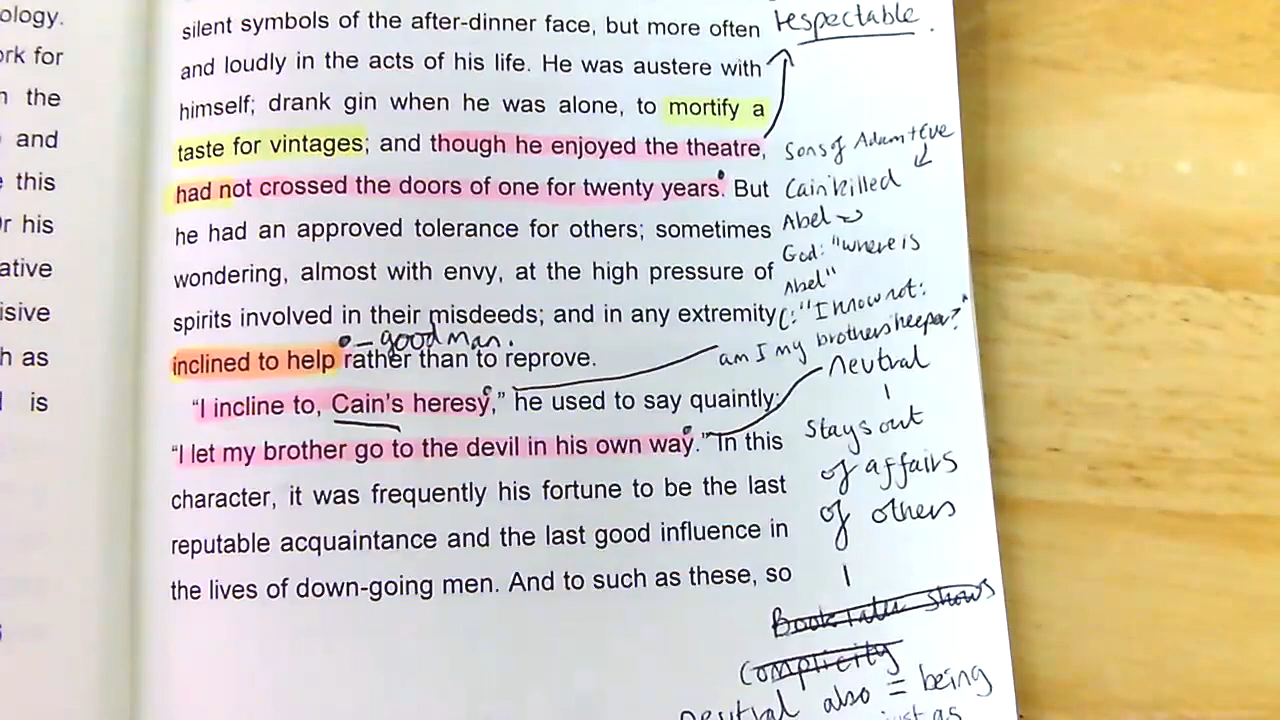 ology.
ork for
n the
and
this
r his
ative
isive
h as
is
silent symbols of the after-dinner face, but more often
and loudly in the acts of his life. He was austere with
himself; drank gin when he was alone, to mortify a
taste for vintages; and though he enjoyed the theatre,
had not crossed the doors of one for twenty years. But
he had an approved tolerance for others; sometimes
wondering, almost with envy, at the high pressure of
spirits involved in their misdeeds; and in any extremity
- good man.
inclined to help rather than to reprove.
“I incline to, Cain's heresy,” he used to say quaintly:
“I let my brother go to the devil in his own way.” In this
character, it was frequently his fortune to be the last
reputable acquaintance and the last good influence in
the lives of down-going men. And to such as these, so
respectable.
Sons of Adam + Eve
Cain killed
Abel
God: "where is
Abel"
C: "I know not:
am I my brothers keeper?"
neutral
Stays out
of affairs
of others
Book shows
Complicity
neutral also = being
just as